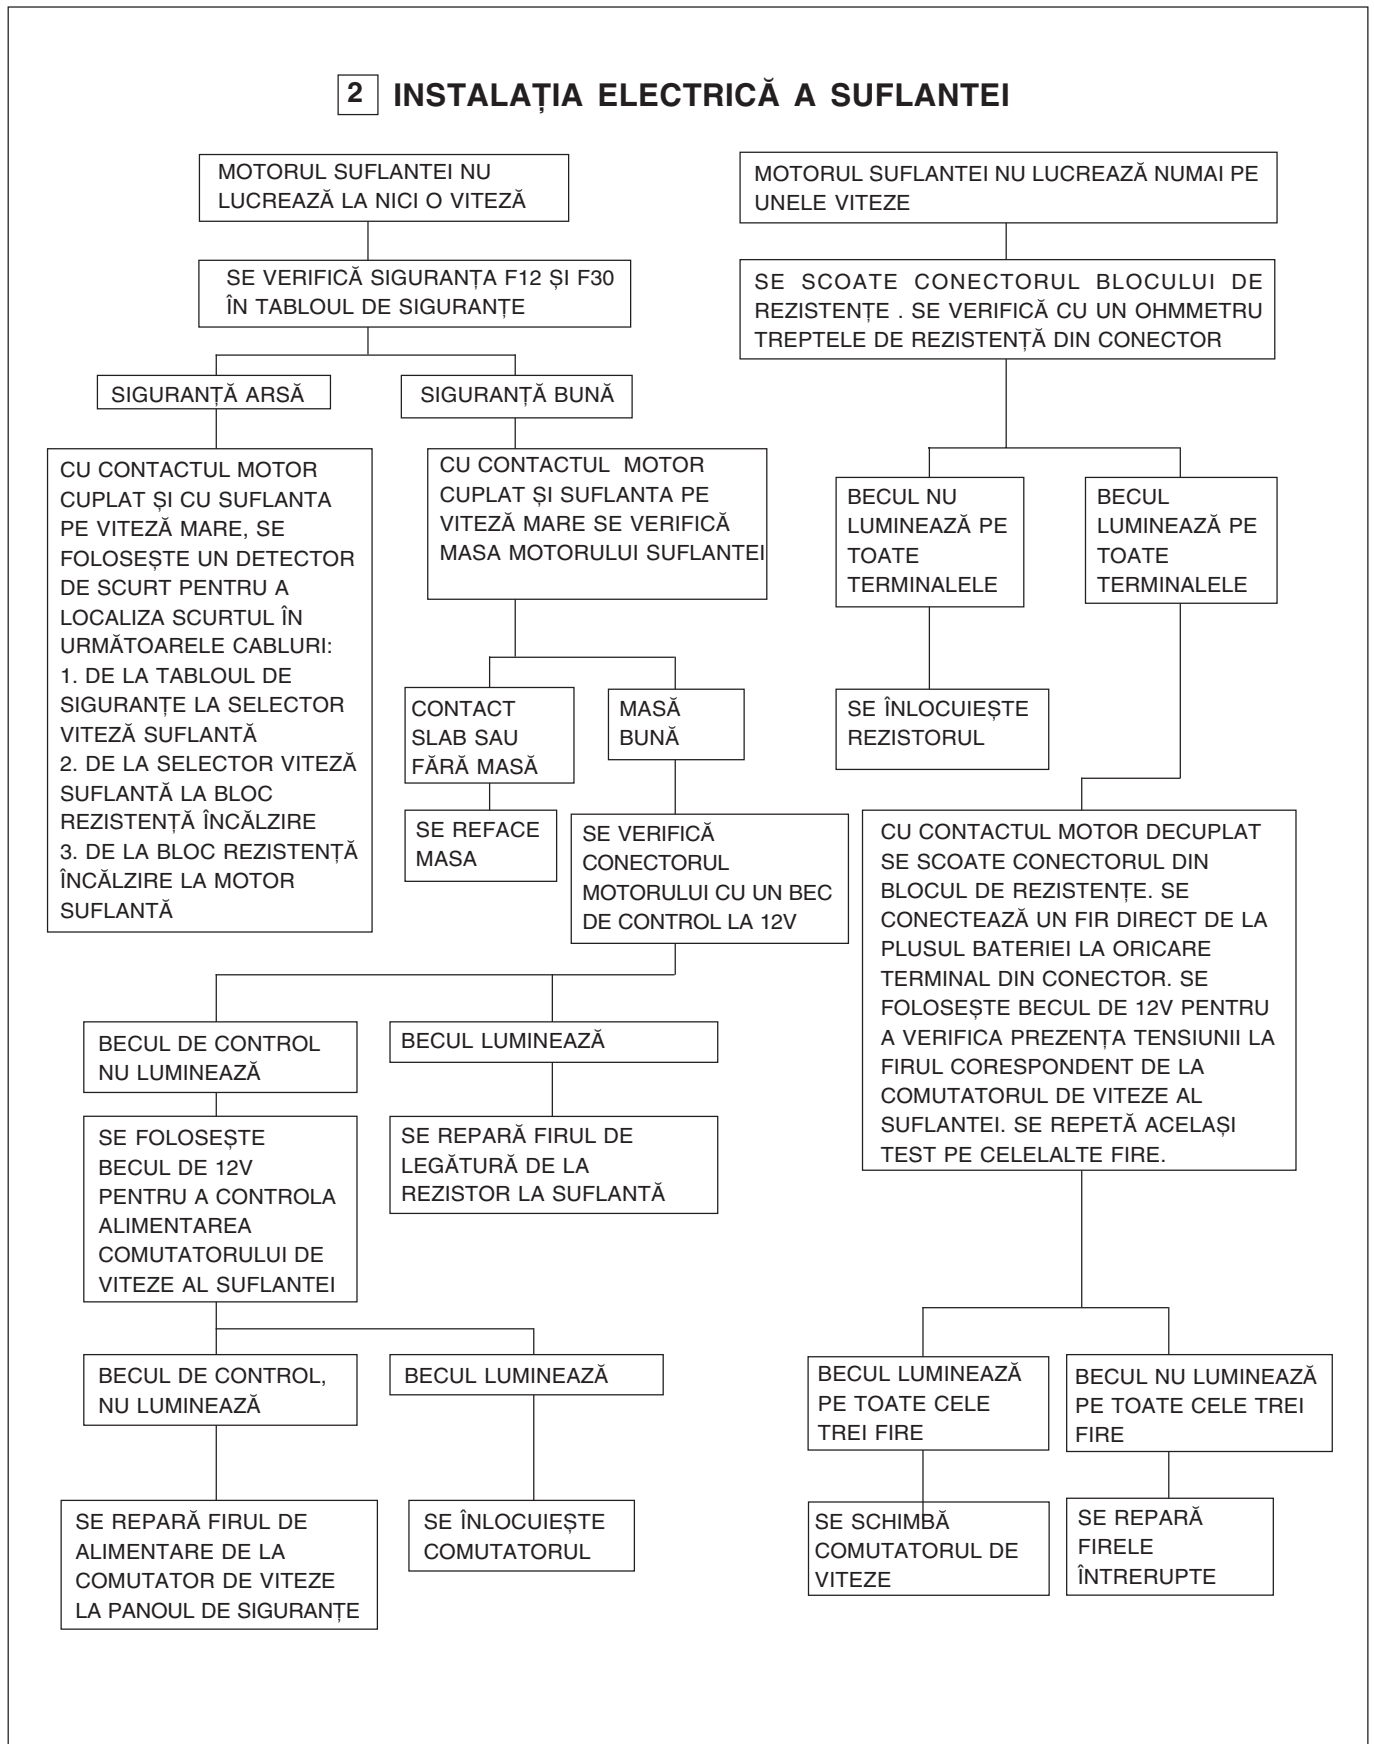 2 INSTALAȚIA ELECTRICĂ A SUFLANTEI
MOTORUL SUFLANTEI NU
LUCREAZĂ LA NICI O VITEZĂ
SE VERIFICĂ SIGURANȚA F12 ȘI F30
ÎN TABLOUL DE SIGURANȚE
SIGURANȚĂ ARSĂ
SIGURANȚĂ BUNĂ
CU CONTACTUL MOTOR
CUPLAT ȘI CU SUFLANTA
PE VITEZĂ MARE, SE
FOLOSEȘTE UN DETECTOR
DE SCURT PENTRU A
LOCALIZA SCURTUL ÎN
URMĂTOARELE CABLURI:
1. DE LA TABLOUL DE
SIGURANȚE LA SELECTOR
VITEZĂ SUFLANTĂ
2. DE LA SELECTOR VITEZĂ
SUFLANTĂ LA BLOC
REZISTENȚĂ ÎNCĂLZIRE
3. DE LA BLOC REZISTENȚĂ
ÎNCĂLZIRE LA MOTOR
SUFLANTĂ
CU CONTACTUL MOTOR
CUPLAT ȘI SUFLANTA PE
VITEZĂ MARE SE VERIFICĂ
MASA MOTORULUI SUFLANTEI
CONTACT
SLAB SAU
FĂRĂ MASĂ
MASĂ
BUNĂ
SE REFACE
MASA
SE VERIFICĂ
CONECTORUL
MOTORULUI CU UN BEC
DE CONTROL LA 12V
BECUL DE CONTROL
NU LUMINEAZĂ
BECUL LUMINEAZĂ
SE FOLOSEȘTE
BECUL DE 12V
PENTRU A CONTROLA
ALIMENTAREA
COMUTATORULUI DE
VITEZE AL SUFLANTEI
SE REPARĂ FIRUL DE
LEGĂTURĂ DE LA
REZISTOR LA SUFLANTĂ
BECUL DE CONTROL,
NU LUMINEAZĂ
BECUL LUMINEAZĂ
SE REPARĂ FIRUL DE
ALIMENTARE DE LA
COMUTATOR DE VITEZE
LA PANOUL DE SIGURANȚE
SE ÎNLOCUIEȘTE
COMUTATORUL
MOTORUL SUFLANTEI NU LUCREAZĂ NUMAI PE
UNELE VITEZE
SE SCOATE CONECTORUL BLOCULUI DE
REZISTENȚE . SE VERIFICĂ CU UN OHMMETRU
TREPTELE DE REZISTENȚĂ DIN CONECTOR
BECUL NU
LUMINEAZĂ PE
TOATE
TERMINALELE
BECUL
LUMINEAZĂ PE
TOATE
TERMINALELE
SE ÎNLOCUIEȘTE
REZISTORUL
CU CONTACTUL MOTOR DECUPLAT
SE SCOATE CONECTORUL DIN
BLOCUL DE REZISTENȚE. SE
CONECTEAZĂ UN FIR DIRECT DE LA
PLUSUL BATERIEI LA ORICARE
TERMINAL DIN CONECTOR. SE
FOLOSEȘTE BECUL DE 12V PENTRU
A VERIFICA PREZENȚA TENSIUNII LA
FIRUL CORESPONDENT DE LA
COMUTATORUL DE VITEZE AL
SUFLANTEI. SE REPETĂ ACELAȘI
TEST PE CELELALTE FIRE.
BECUL LUMINEAZĂ
PE TOATE CELE
TREI FIRE
BECUL NU LUMINEAZĂ
PE TOATE CELE TREI
FIRE
SE SCHIMBĂ
COMUTATORUL DE
VITEZE
SE REPARĂ
FIRELE
ÎNTRERUPTE